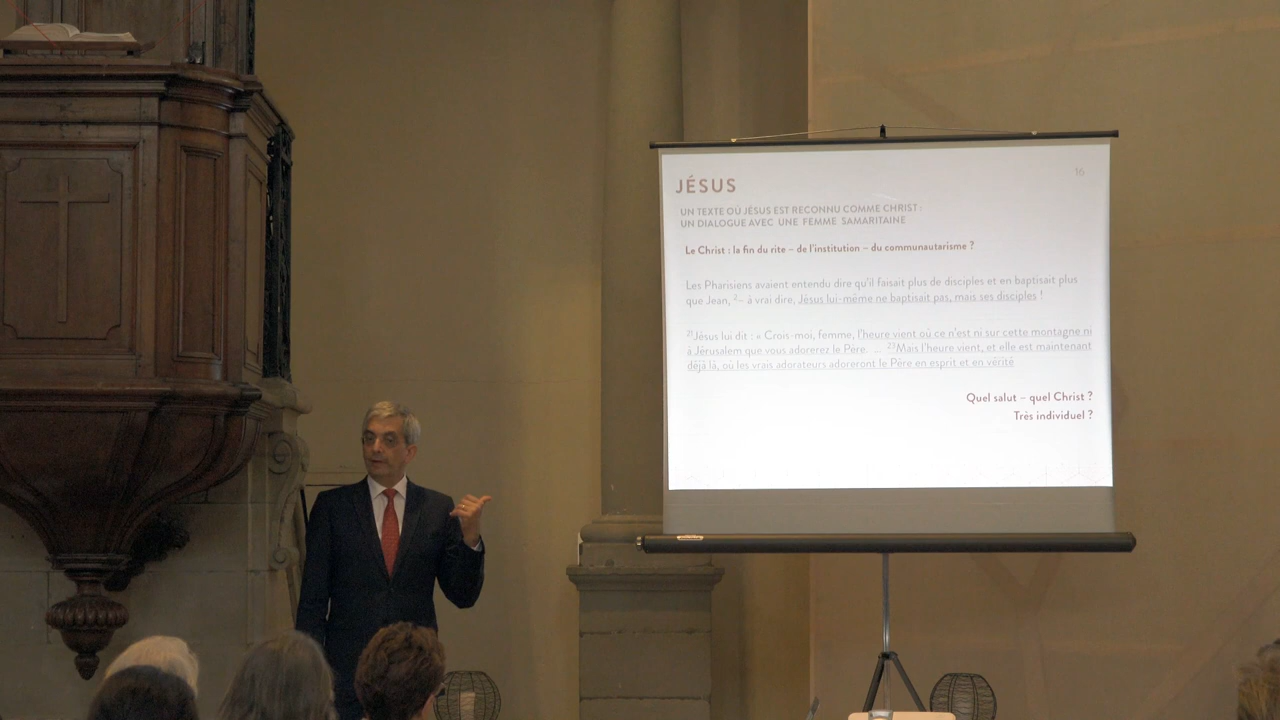 JÉSUS
16
UN TEXTE OÙ JÉSUS EST RECONNU COMME CHRIST :
UN DIALOGUE AVEC UNE FEMME SAMARITAINE
Le Christ : la fin du rite – de l'institution – du communautarisme ?
Les Pharisiens avaient entendu dire qu'il faisait plus de disciples et en baptisait plus
que Jean, 2– à vrai dire, Jésus lui-même ne baptisait pas, mais ses disciples !
21Jésus lui dit : « Crois-moi, femme, l'heure vient où ce n'est ni sur cette montagne ni
à Jérusalem que vous adorerez le Père. ... 23Mais l'heure vient, et elle est maintenant
déjà là, où les vrais adorateurs adoreront le Père en esprit et en vérité
Quel salut – quel Christ ?
Très individuel ?